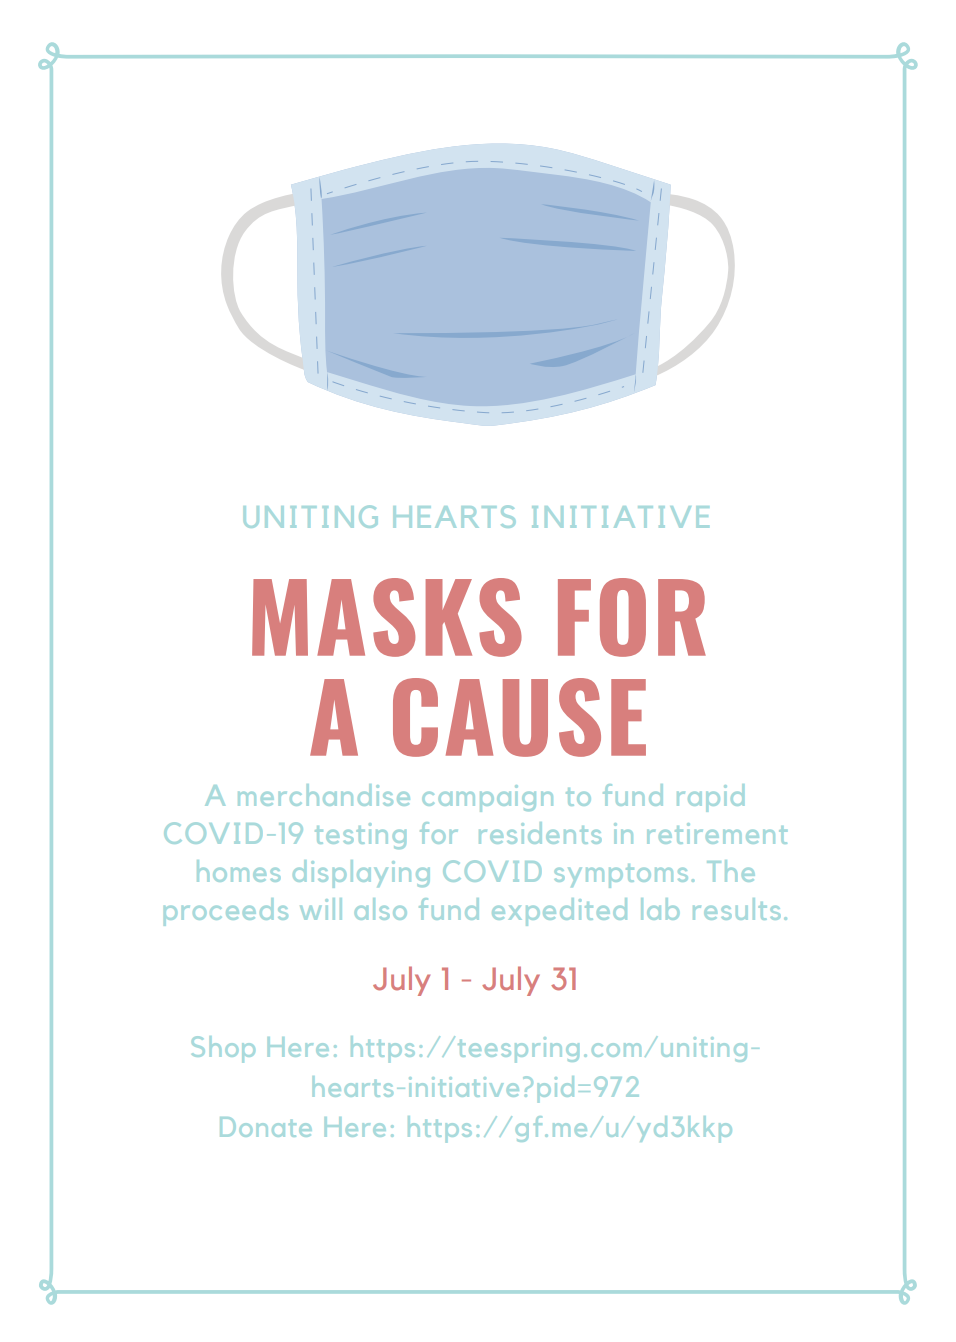 UNITING HEARTS INITIATIVE
MASKS FOR
A CAUSE
A merchandise campaign to fund rapid
COVID-19 testing for residents in retirement
homes displaying COVID symptoms. The
proceeds will also fund expedited lab results.
July 1 - July 31
Shop Here: https://teespring.com/uniting-
hearts-initiative?pid=972
Donate Here: https://gf.me/u/yd3kkp